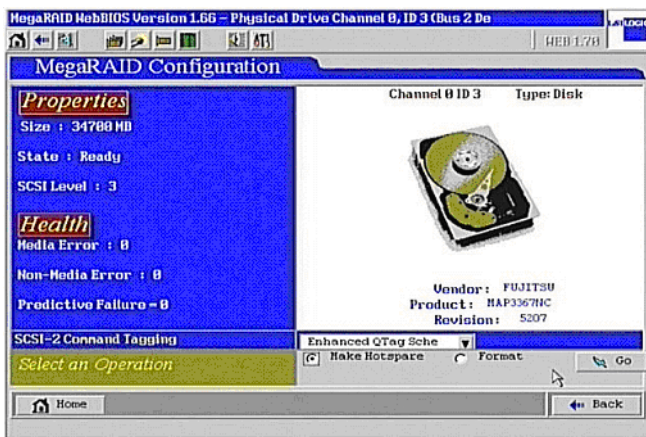 MegaRAID WebBIOS Version 1.66 - Physical Drive Channel 0, ID 3 (Bus 2 De
LSI LOGIC
WEB 1.70
MegaRAID Configuration
Properties
Size : 34700 MB
State : Ready
SCSI Level : 3
Health
Media Error : 0
Non-Media Error : 0
Predictive Failure = 0
Channel 0 ID 3 Type: Disk
Vendor: FUJITSU
Product: MAP3367NC
Revision: 5207
SCSI-2 Command Tagging
Enhanced QTag Sche
Select an Operation
Make Hotspare
Format
Go
Home
Back